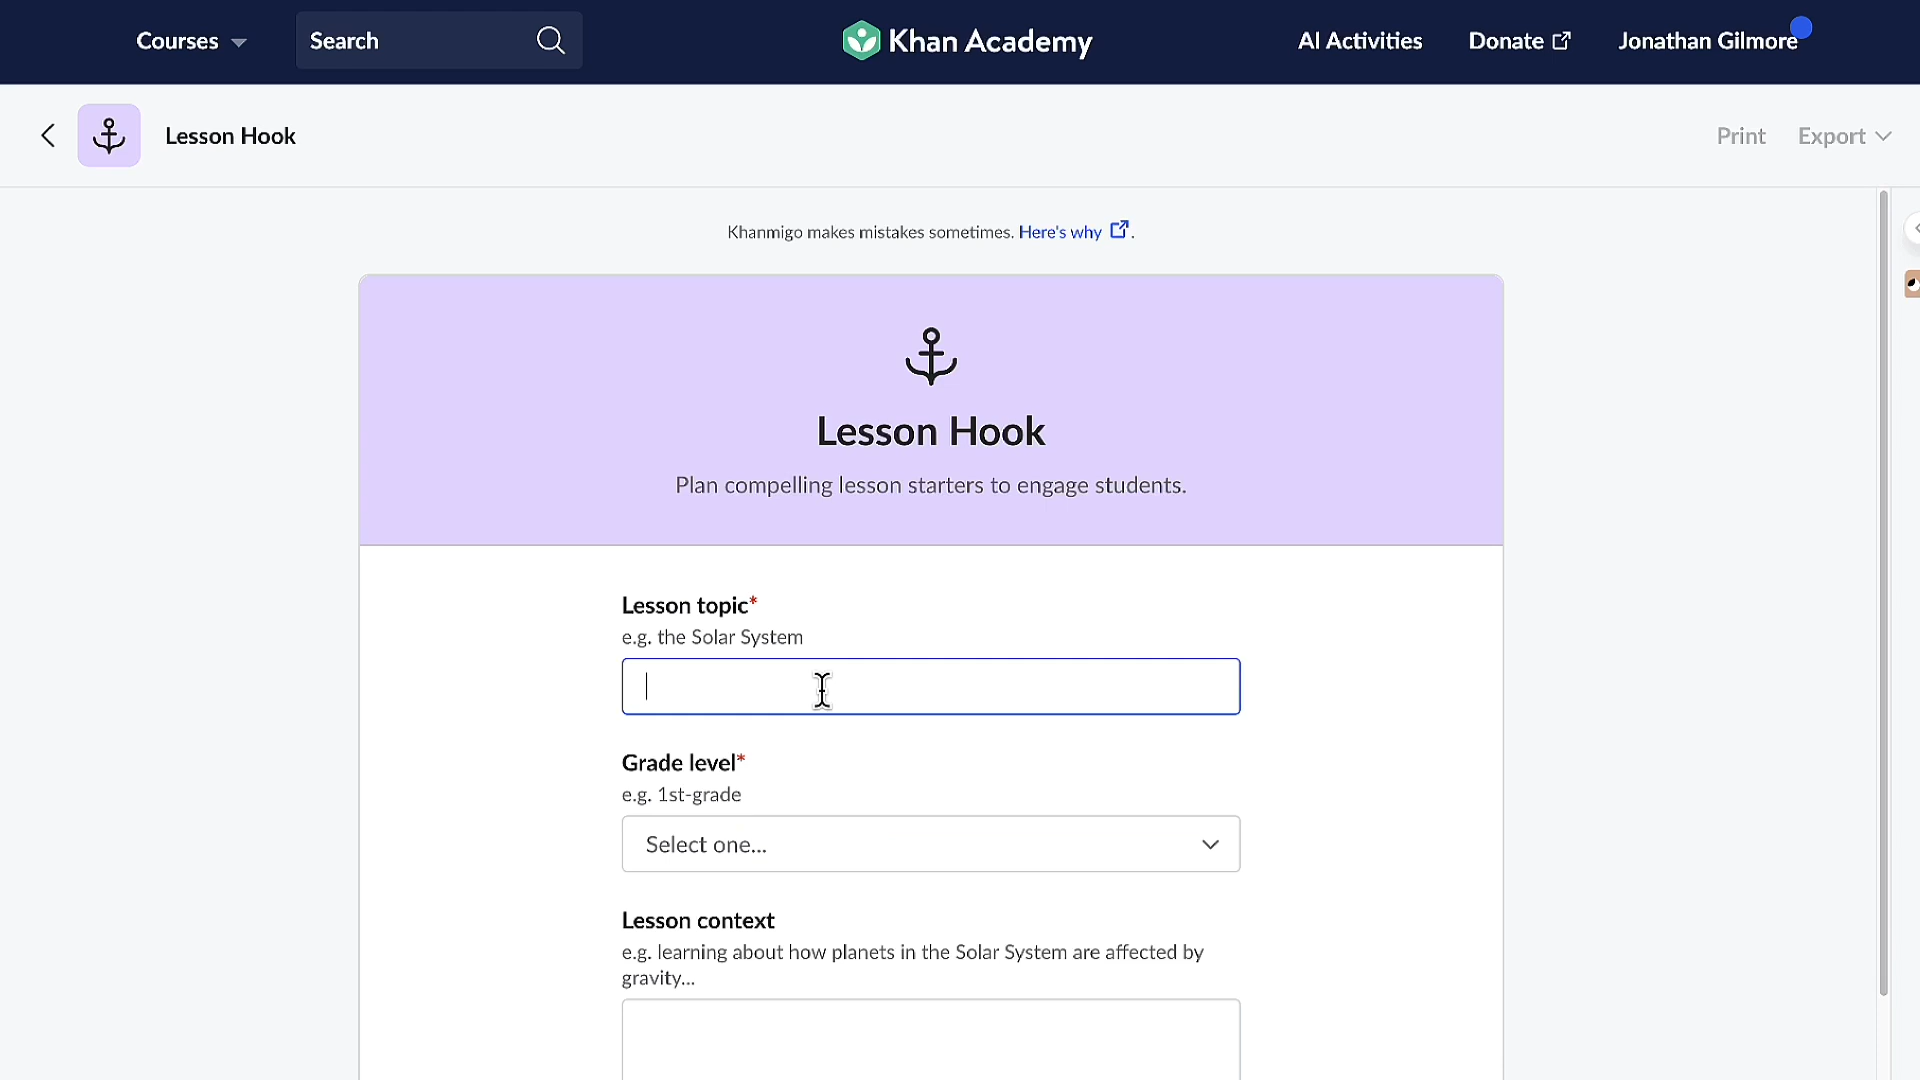 Courses
Search
Khan Academy
AI Activities
Donate
Jonathan Gilmore
Lesson Hook
Print
Export
Khanmigo makes mistakes sometimes. Here's why.
Lesson Hook
Plan compelling lesson starters to engage students.
Lesson topic*
e.g. the Solar System
Grade level*
e.g. 1st-grade
Select one...
Lesson context
e.g. learning about how planets in the Solar System are affected by
gravity...